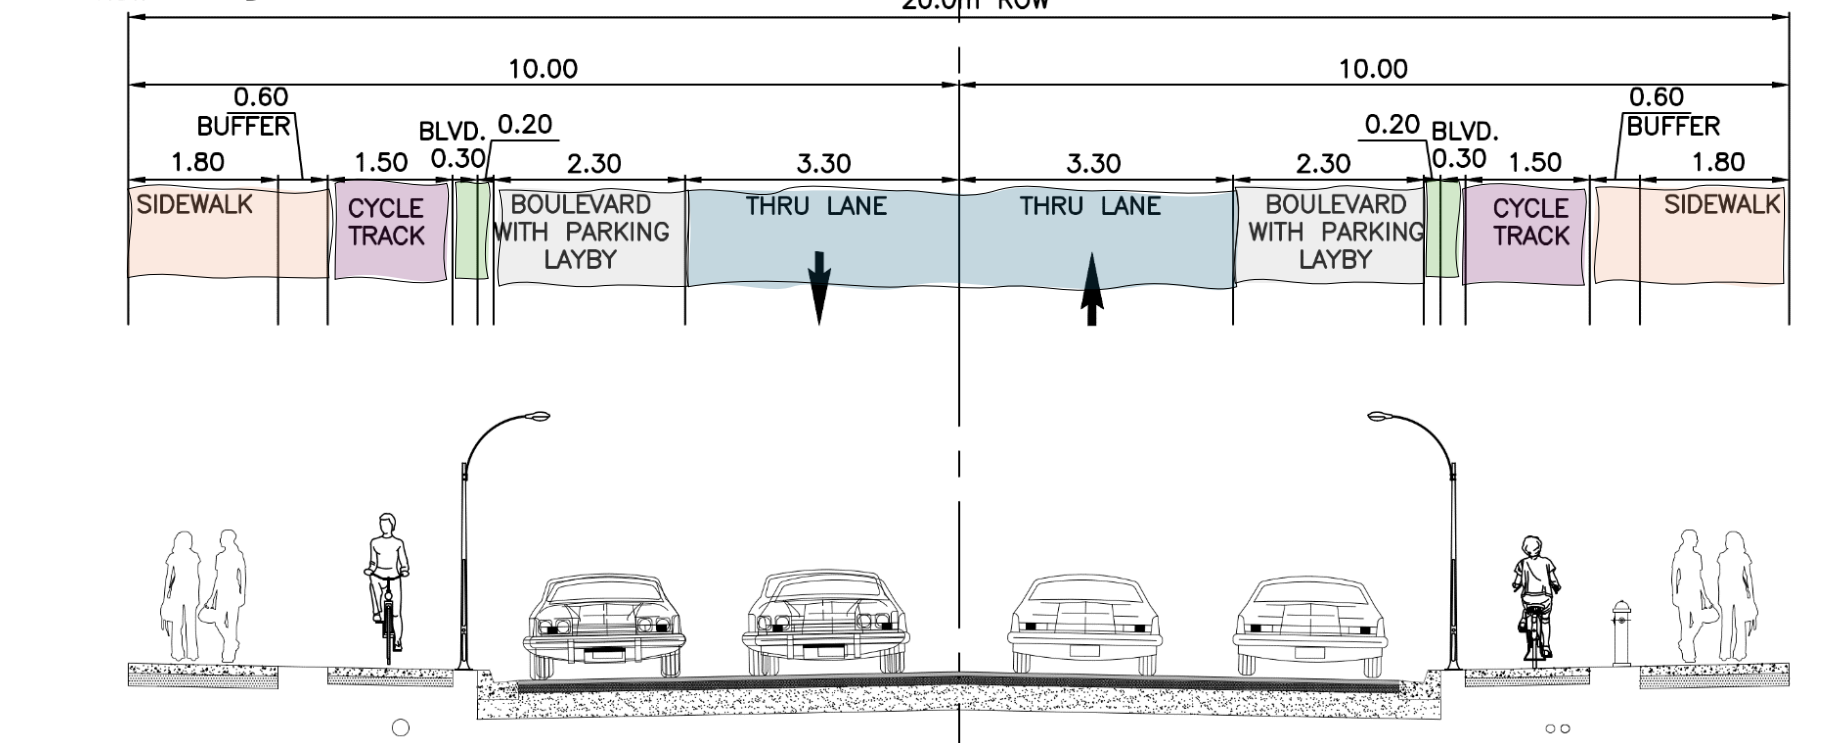 20.0m ROW
10.00 10.00
0.60 0.60
BUFFER BLVD. 0.20 0.20 BLVD. BUFFER
1.80 1.50 0.30 2.30 3.30 3.30 2.30 0.30 1.50 1.80
SIDEWALK CYCLE TRACK BOULEVARD WITH PARKING LAYBY THRU LANE THRU LANE BOULEVARD WITH PARKING LAYBY CYCLE TRACK SIDEWALK